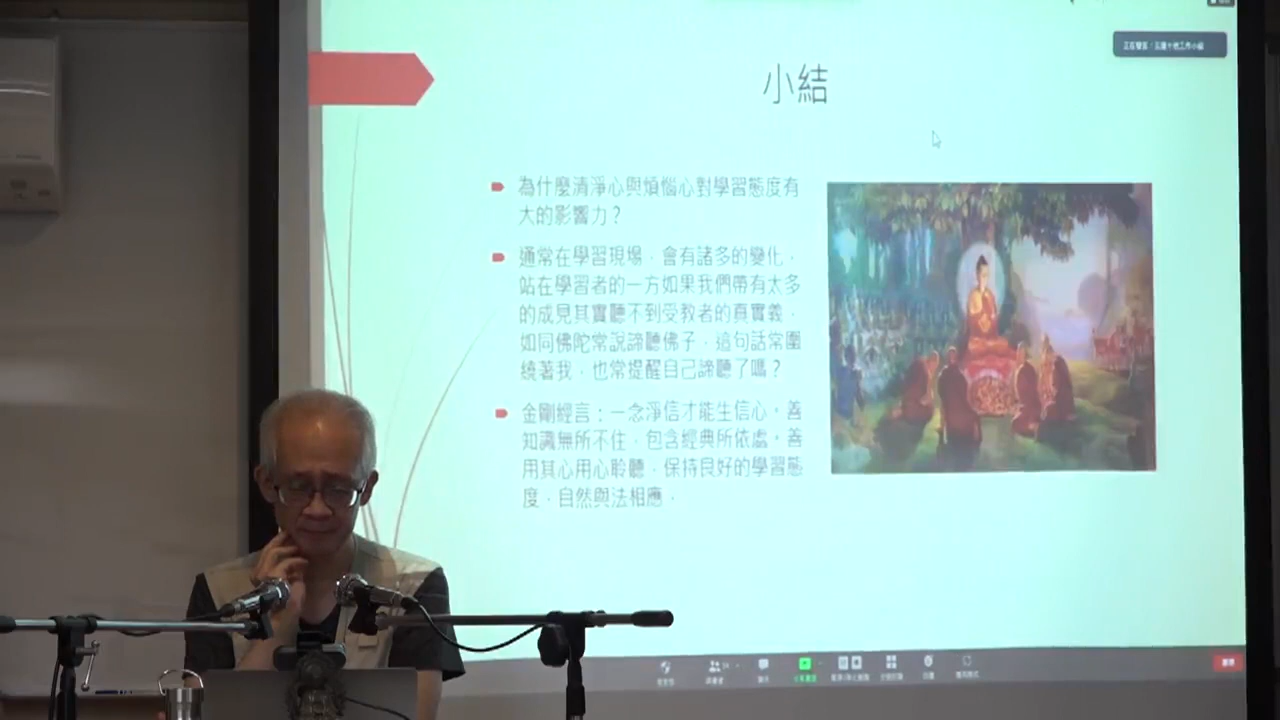 小結
為什麼清淨心與煩惱心對學習態度有
大的影響力？
通常在學習現場，會有諸多的變化，
站在學習者的一方如果我們帶有太多
的成見其實聽不到受教者的真實義，
如同佛陀常說諦聽佛子，這句話常圍
繞著我，也常提醒自己諦聽了嗎？
金剛經言：一念淨信才能生信心。善
知識無所不住，包含經典所依處。善
用其心用心聆聽，保持良好的學習態
度，自然與法相應，